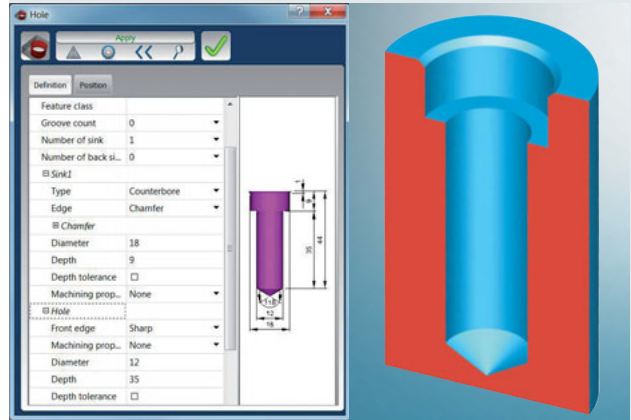 Hole
Apply
Definition Position
Feature class
Groove count 0
Number of sink 1
Number of back si... 0
Sink1
Type Counterbore
Edge Chamfer
Chamfer
Diameter 18
Depth 9
Depth tolerance
Machining prop... None
Hole
Front edge Sharp
Machining prop... None
Diameter 12
Depth 35
Depth tolerance
1
9
35
44
12
18